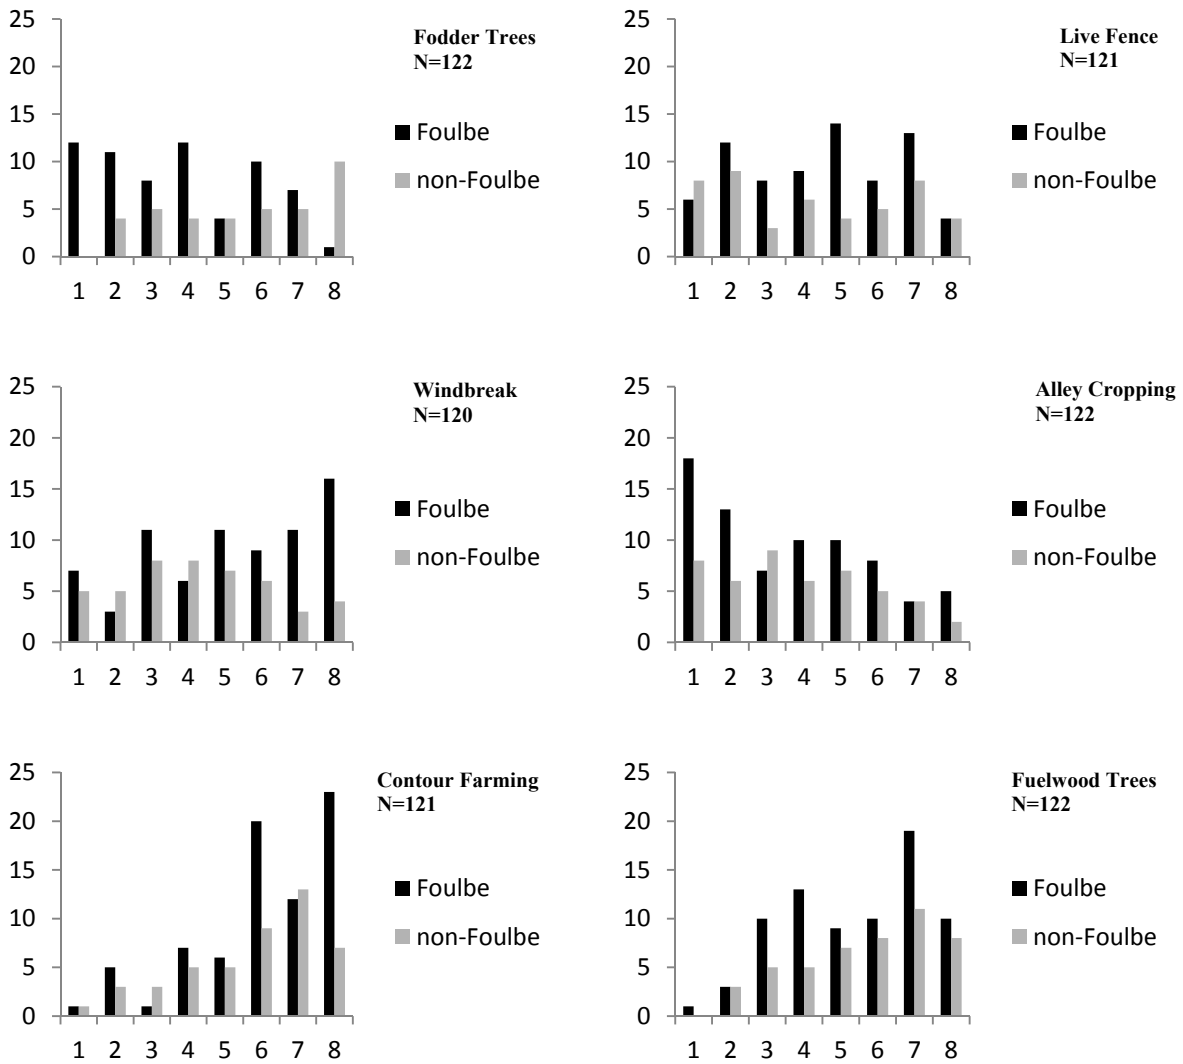 Fodder Trees
N=122
25
20
15
10
5
0
1 2 3 4 5 6 7 8
Foulbe
non-Foulbe
Live Fence
N=121
25
20
15
10
5
0
1 2 3 4 5 6 7 8
Foulbe
non-Foulbe
Windbreak
N=120
25
20
15
10
5
0
1 2 3 4 5 6 7 8
Foulbe
non-Foulbe
Alley Cropping
N=122
25
20
15
10
5
0
1 2 3 4 5 6 7 8
Foulbe
non-Foulbe
Contour Farming
N=121
25
20
15
10
5
0
1 2 3 4 5 6 7 8
Foulbe
non-Foulbe
Fuelwood Trees
N=122
25
20
15
10
5
0
1 2 3 4 5 6 7 8
Foulbe
non-Foulbe